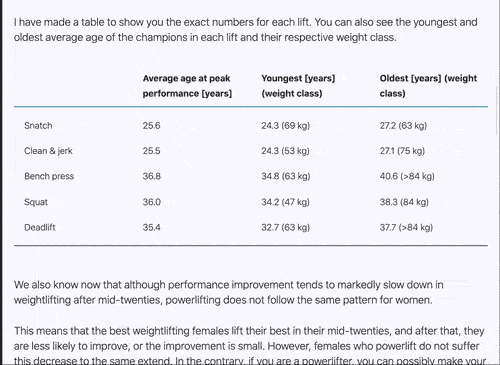 I have made a table to show you the exact numbers for each lift. You can also see the youngest and
oldest average age of the champions in each lift and their respective weight class.
Average age at peak performance [years] Youngest [years] (weight class) Oldest [years] (weight class)
Snatch 25.6 24.3 (69 kg) 27.2 (63 kg)
Clean & jerk 25.5 24.3 (53 kg) 27.1 (75 kg)
Bench press 36.8 34.8 (63 kg) 40.6 (>84 kg)
Squat 36.0 34.2 (47 kg) 38.3 (84 kg)
Deadlift 35.4 32.7 (63 kg) 37.7 (>84 kg)
We also know now that although performance improvement tends to markedly slow down in
weightlifting after mid-twenties, powerlifting does not follow the same pattern for women.
This means that the best weightlifting females lift their best in their mid-twenties, and after that, they
are less likely to improve, or the improvement is small. However, females who powerlift do not suffer
this decrease to the same extend. In the contrary, if you are a powerlifter, you can possibly make your